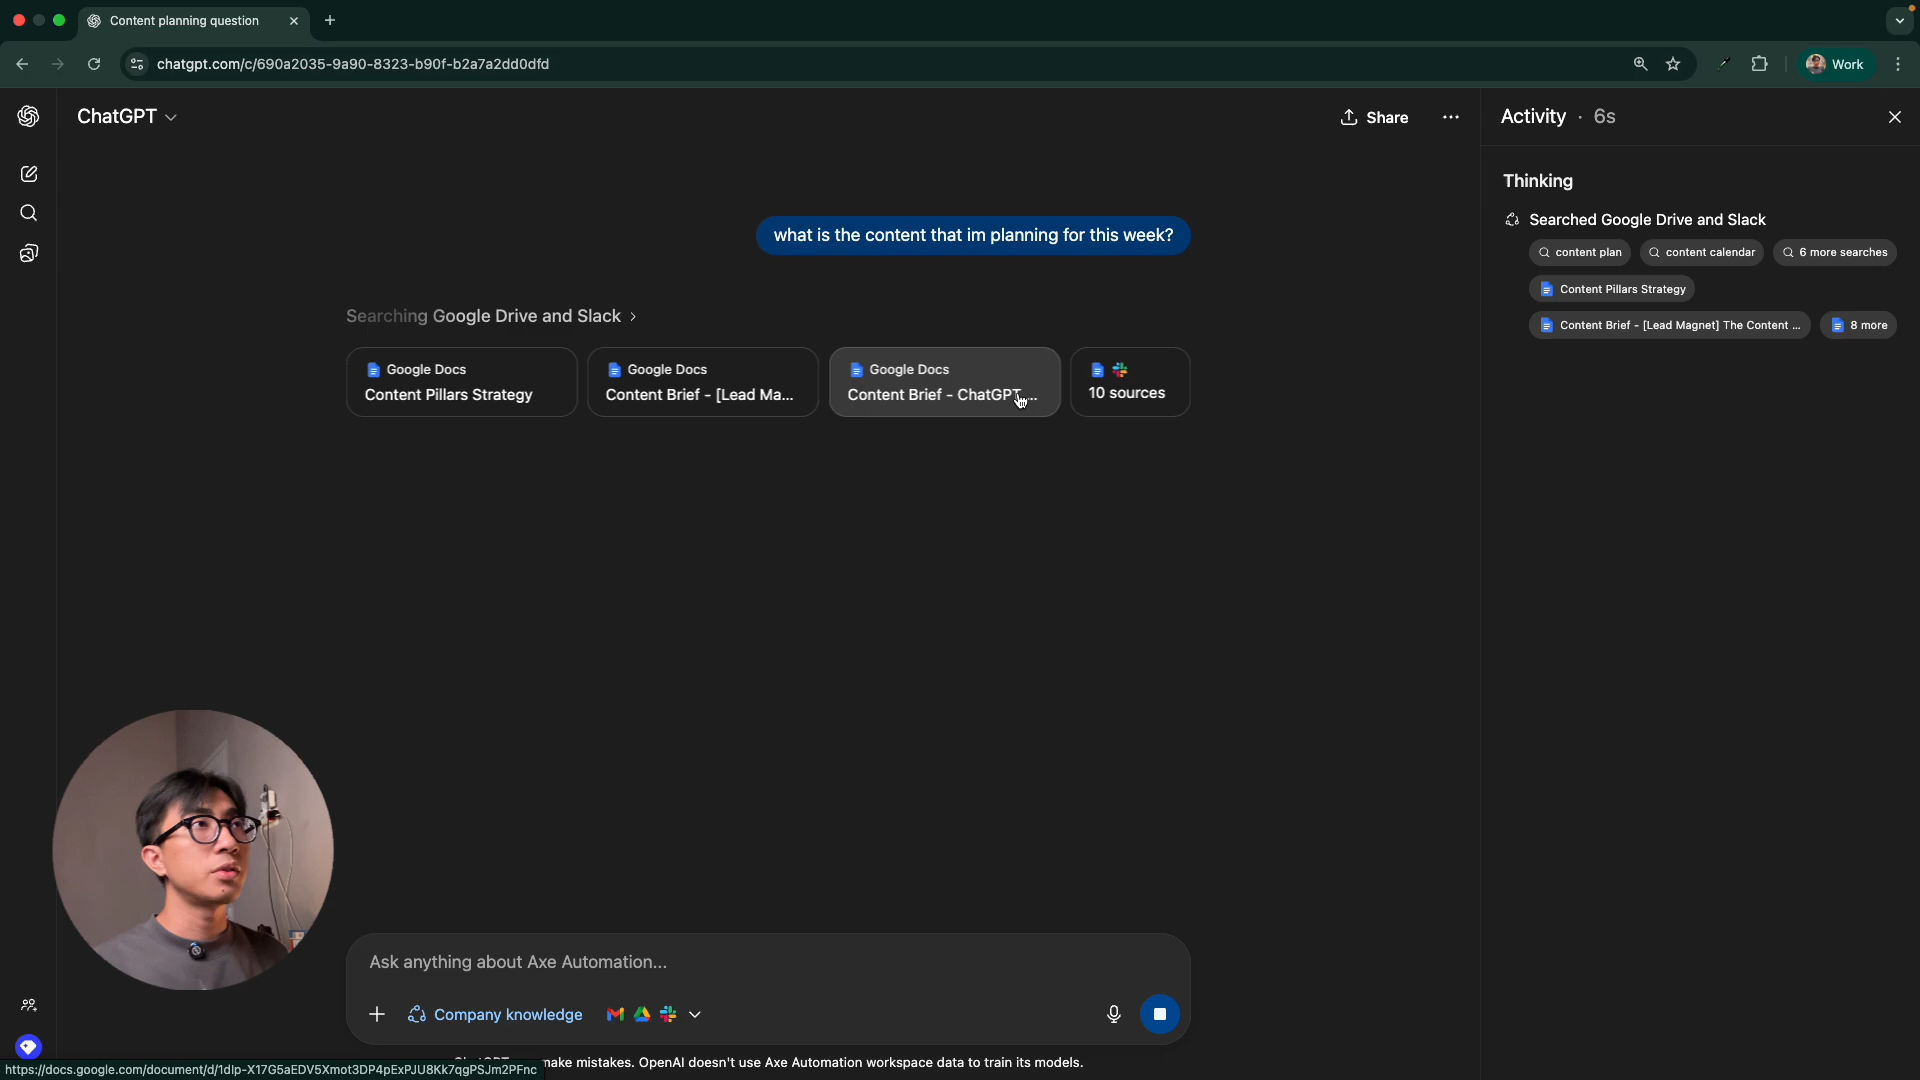 Content planning question
chatgpt.com/c/690a2035-9a90-8323-b90f-b2a7a2dd0dfd
Work
ChatGPT
Share
Activity · 6s
Thinking
Searched Google Drive and Slack
content plan
content calendar
6 more searches
Content Pillars Strategy
Content Brief - [Lead Magnet] The Content ...
8 more
what is the content that im planning for this week?
Searching Google Drive and Slack
Google Docs
Content Pillars Strategy
Google Docs
Content Brief - [Lead Ma...
Google Docs
Content Brief - ChatGPT ...
10 sources
Ask anything about Axe Automation...
Company knowledge
make mistakes. OpenAI doesn't use Axe Automation workspace data to train its models.
https://docs.google.com/document/d/1dlp-X17G5aEDV5Xmot3DP4pExPJU8Kk7qgPSJm2PFnc